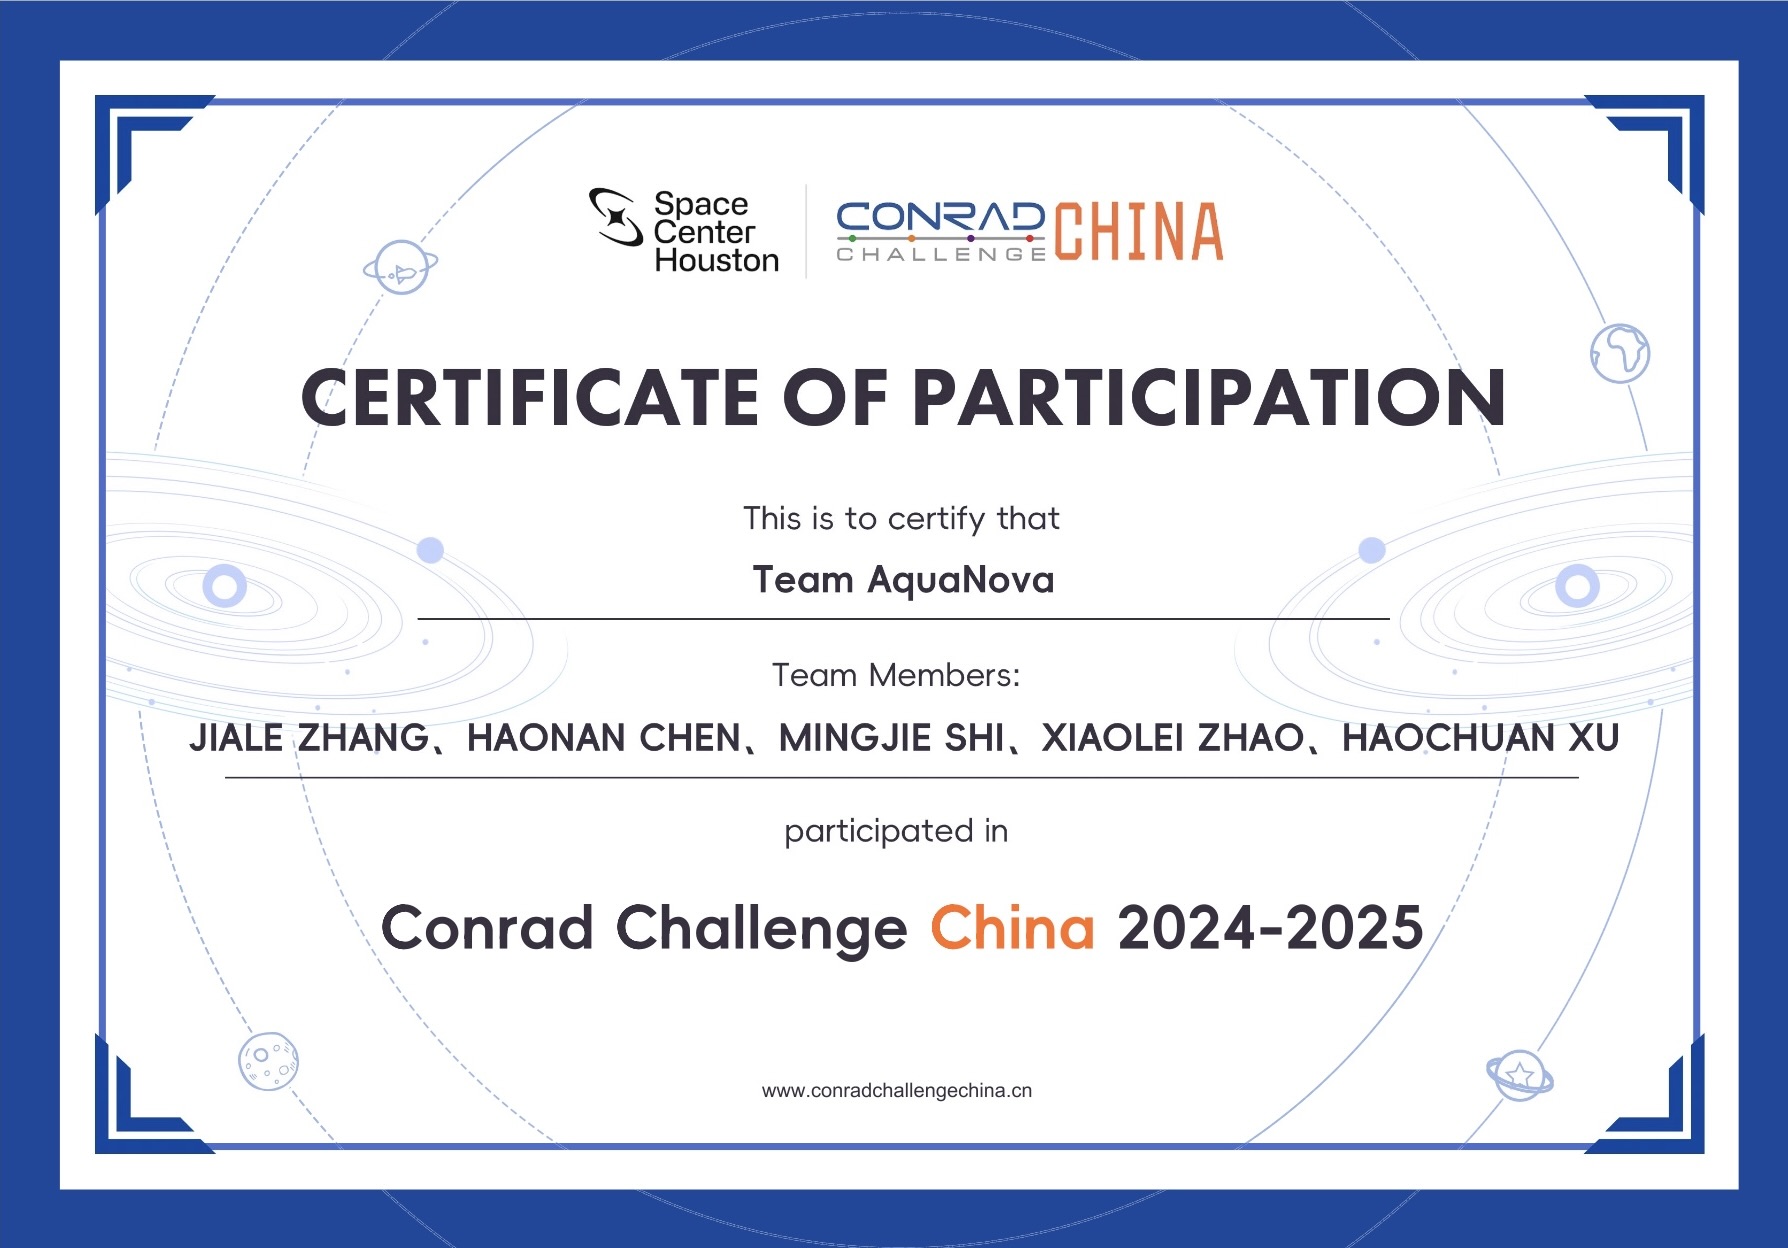 Space
Center
Houston
CONRAD
CHALLENGE
CHINA
CERTIFICATE OF PARTICIPATION
This is to certify that
Team AquaNova
Team Members:
JIALE ZHANG、HAONAN CHEN、MINGJIE SHI、XIAOLEI ZHAO、HAOCHUAN XU
participated in
Conrad Challenge China 2024-2025
www.conradchallengechina.cn